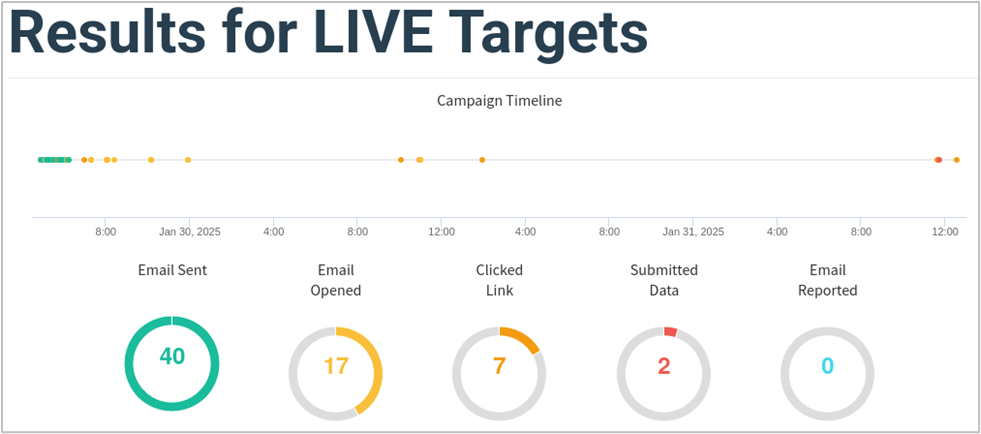 Results for LIVE Targets
Campaign Timeline
8:00
Jan 30, 2025
4:00
8:00
12:00
4:00
8:00
Jan 31, 2025
4:00
8:00
12:00
Email Sent
Email
Opened
Clicked
Link
Submitted
Data
Email
Reported
40
17
7
2
0